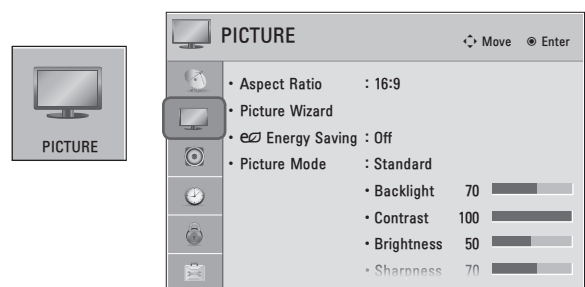 PICTURE
PICTURE
Move Enter
• Aspect Ratio : 16:9
• Picture Wizard
• Energy Saving : Off
• Picture Mode : Standard
• Backlight 70
• Contrast 100
• Brightness 50
• Sharpness 70